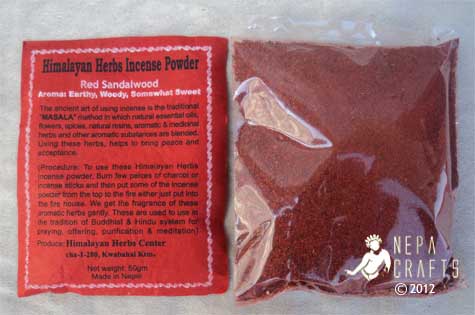 Himalayan Herbs Incense Powder
Red Sandalwood
Aroma: Earthy, Woody, Somewhat Sweet
The ancient art of using incense is the traditional
"MASALA" method in which natural essential oils,
flowers, spices, natural resins, aromatic & medicinal
herbs and other aromatic substances are blended.
Using these herbs, helps to bring peace and
acceptance.
(Procedure: To use these Himalayan Herbs
incense powder, Burn few peices of charcol or
incense sticks and then put some of the incense
powder from the top to the fire either just put into
the fire house. We get the fragrance of these
aromatic herbs gently. These are used to use in
the tradition of Buddhist & Hindu system for
praying, offering, purification & meditation)
Produce: Himalayan Herbs Center
cha-1-280, Kwabahal Ktm.
Net weight: 50gm
Made in Nepal
NEPA
CRAFTS
© 2012